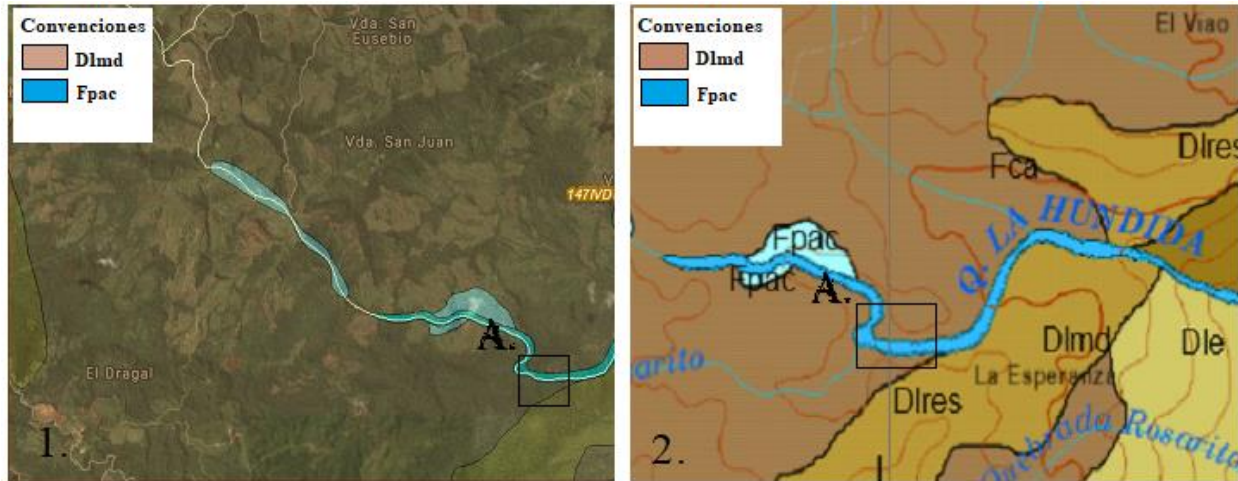 Convenciones
Dlmd
Fpac
Vda. San
Eusebio
Vda. San Juan
147IVD
El Dragal
A.
1.
Convenciones
Dlmd
Fpac
El Viao
Dlres
Fca
Q. LA HUNDIDA
Fpac
Fpac
A.
Dlmd
Dle
La Esperanza
arito
Dlres
Quebrada Rosarito
2.